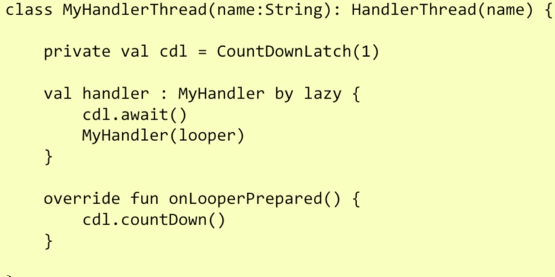 class MyHandlerThread(name:String): HandlerThread(name) {
private val cdl = CountDownLatch(1)
val handler : MyHandler by lazy {
cdl.await()
MyHandler(looper)
}
override fun onLooperPrepared() {
cdl.countDown()
}